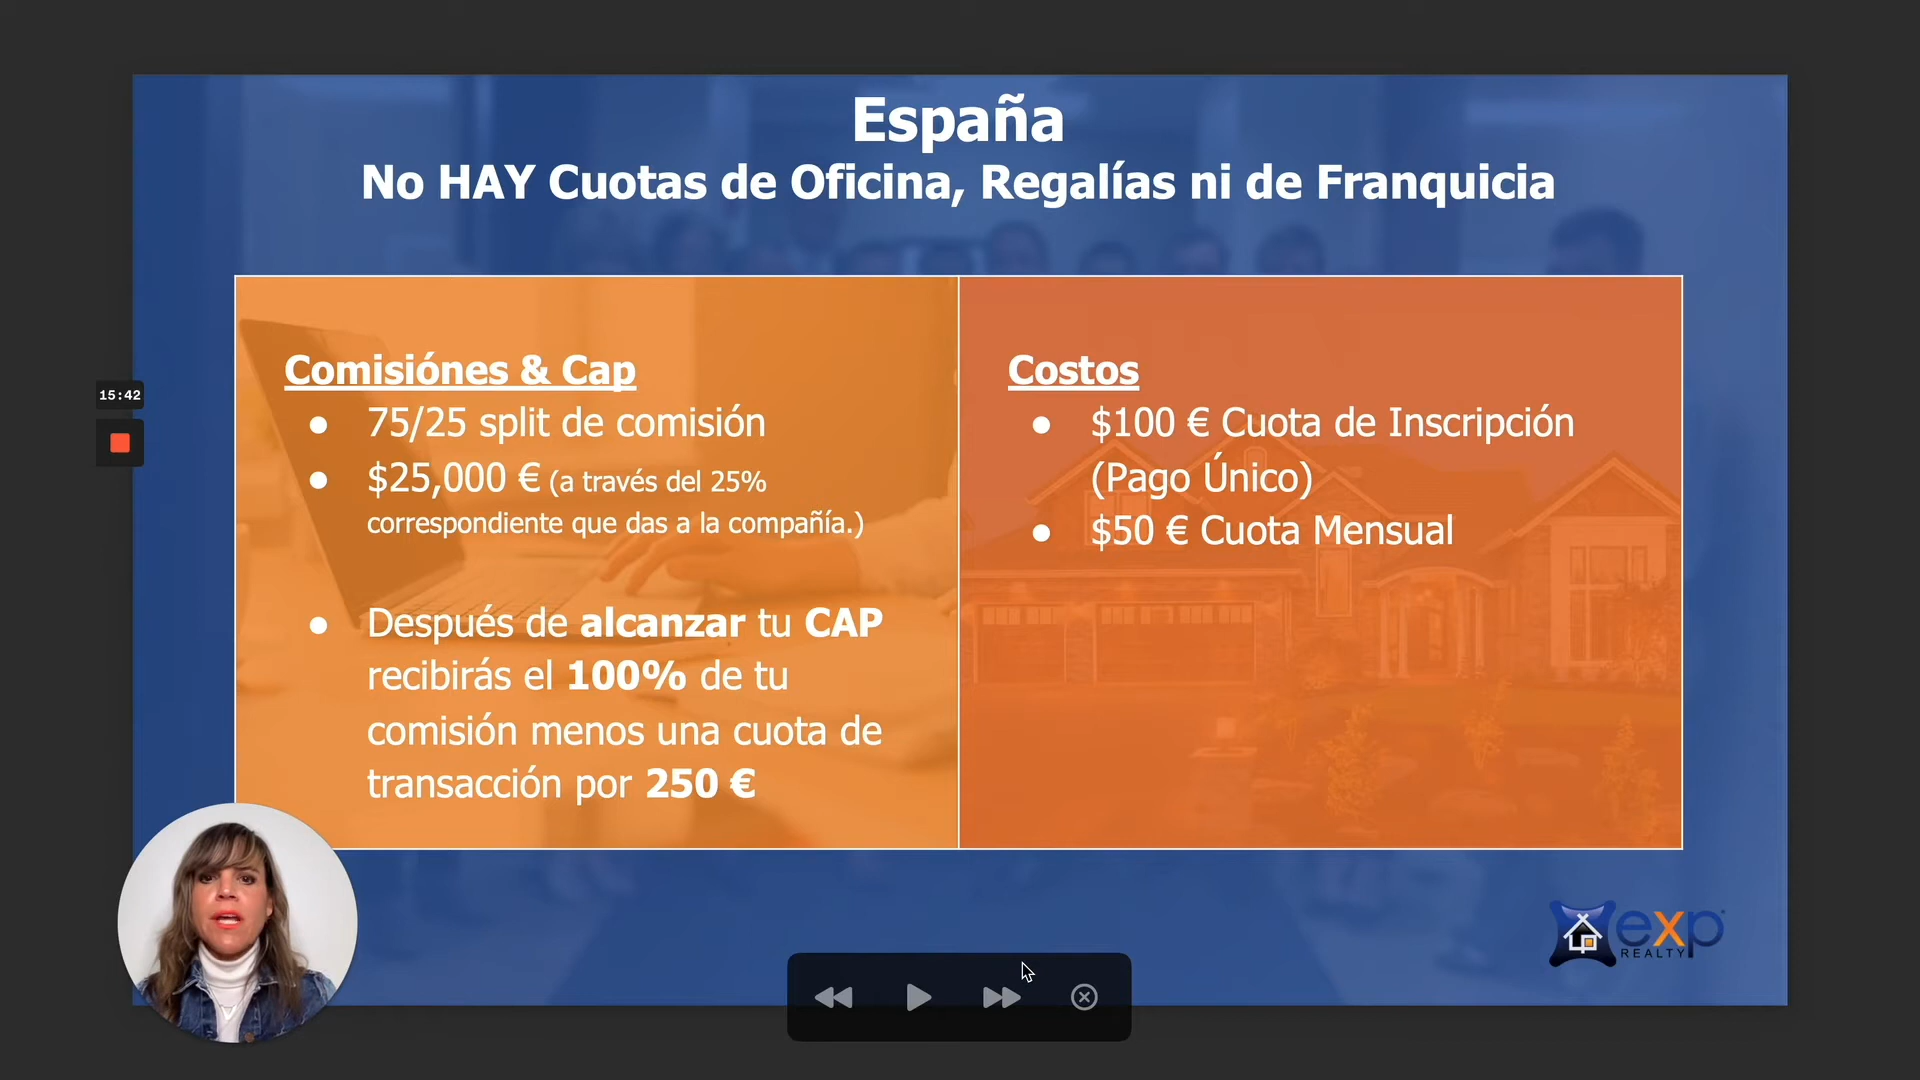 España
No HAY Cuotas de Oficina, Regalías ni de Franquicia
Comisiónes & Cap
● 75/25 split de comisión
● $25,000 € (a través del 25%
correspondiente que das a la compañía.)
● Después de alcanzar tu CAP
recibirás el 100% de tu
comisión menos una cuota de
transacción por 250 €
Costos
● $100 € Cuota de Inscripción
(Pago Único)
● $50 € Cuota Mensual
15:42
exp
REALTY